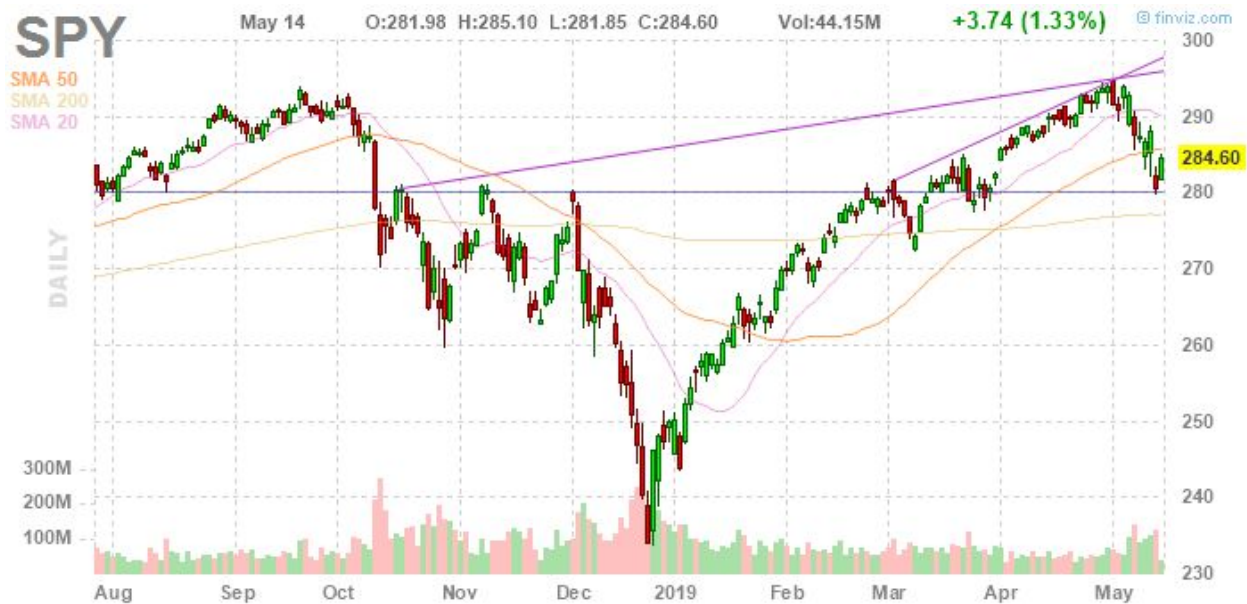 SPY
May 14 O:281.98 H:285.10 L:281.85 C:284.60 Vol:44.15M +3.74 (1.33%) © finviz.com
SMA 50
SMA 200
SMA 20
DAILY
300
290
284.60
280
270
260
250
240
230
300M
200M
100M
Aug Sep Oct Nov Dec 2019 Feb Mar Apr May